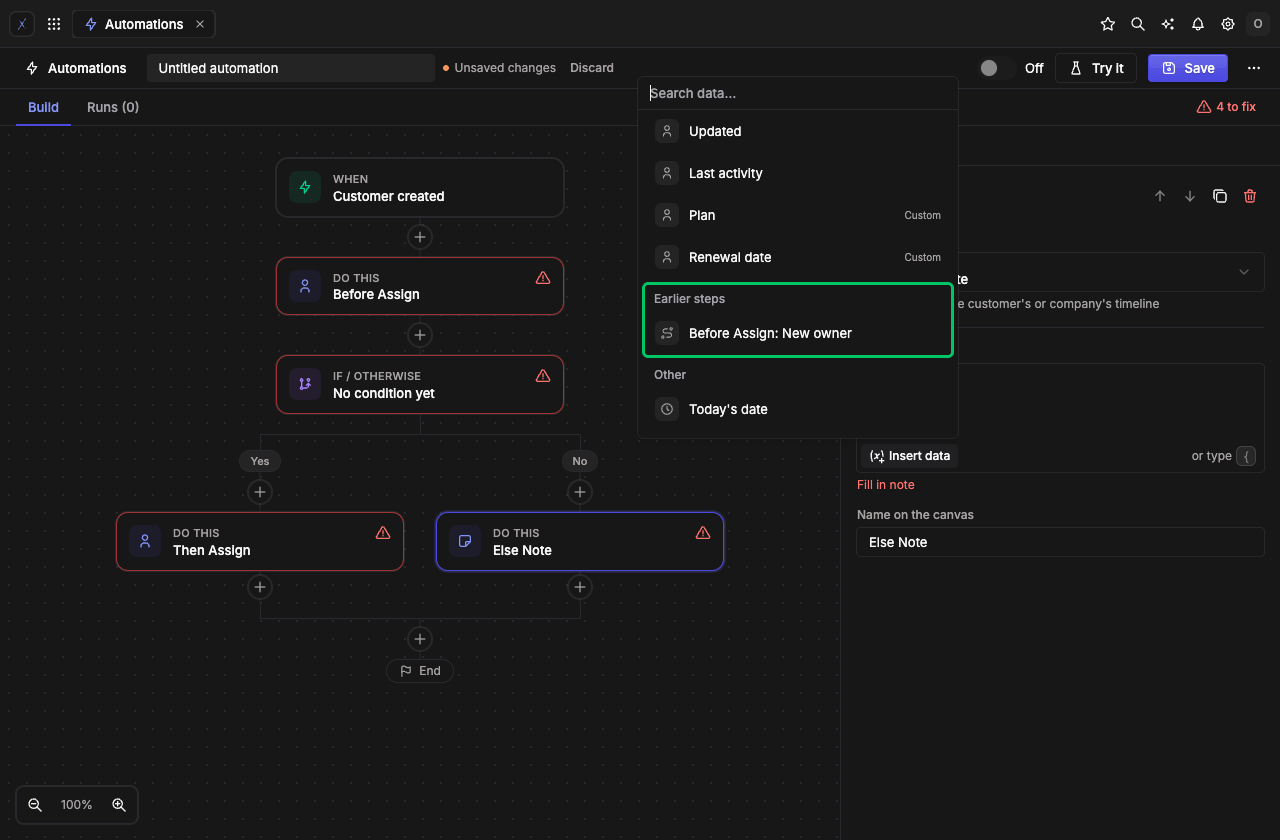 Automations
O
Automations
Untitled automation
Unsaved changes
Discard
Off
Try It
Save
Build
Runs (0)
4 to fix
Search data...
Updated
Last activity
Plan
Custom
Renewal date
Custom
Earlier steps
Before Assign: New owner
Other
Today's date
WHEN
Customer created
DO THIS
Before Assign
IF / OTHERWISE
No condition yet
Yes
No
DO THIS
Then Assign
DO THIS
Else Note
End
100%
customer's or company's timeline
(x) Insert data
or type {
Fill in note
Name on the canvas
Else Note